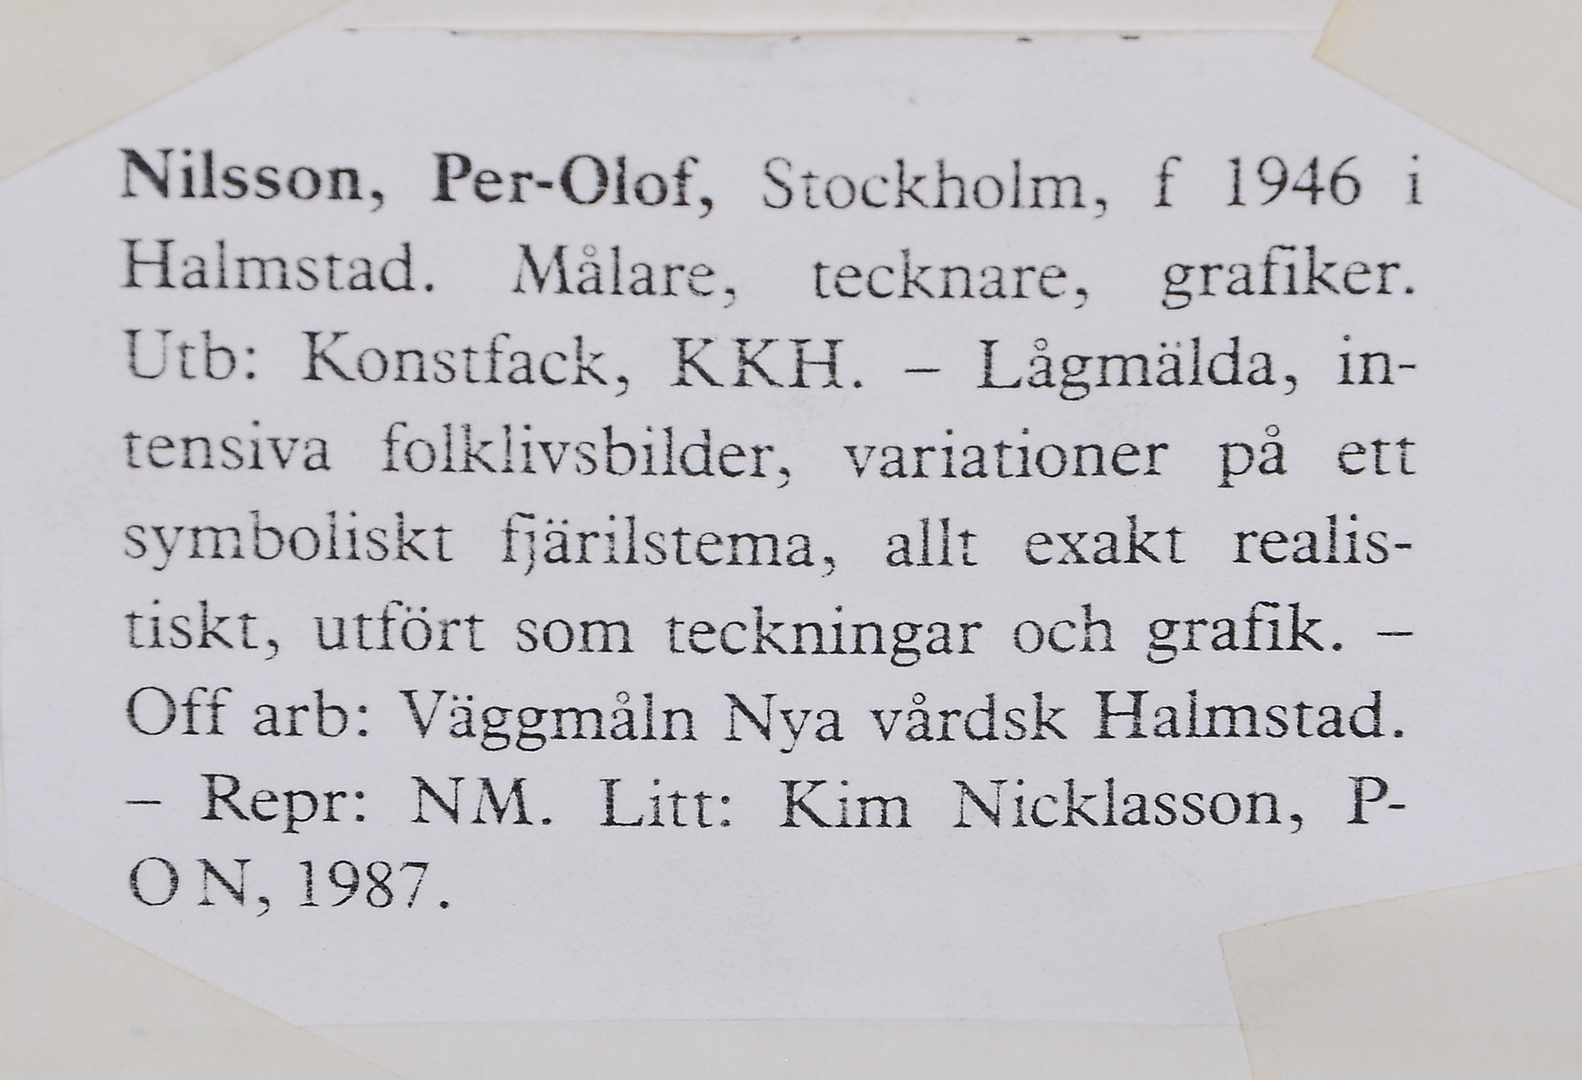 Nilsson, Per-Olof, Stockholm, f 1946 i
Halmstad. Målare, tecknare, grafiker.
Utb: Konstfack, KKH. – Lågmälda, in-
tensiva folklivsbilder, variationer på ett
symboliskt fjärilstema, allt exakt realis-
tiskt, utfört som teckningar och grafik. –
Off arb: Väggmåln Nya vårdsk Halmstad.
– Repr: NM. Litt: Kim Nicklasson, P-
O N, 1987.